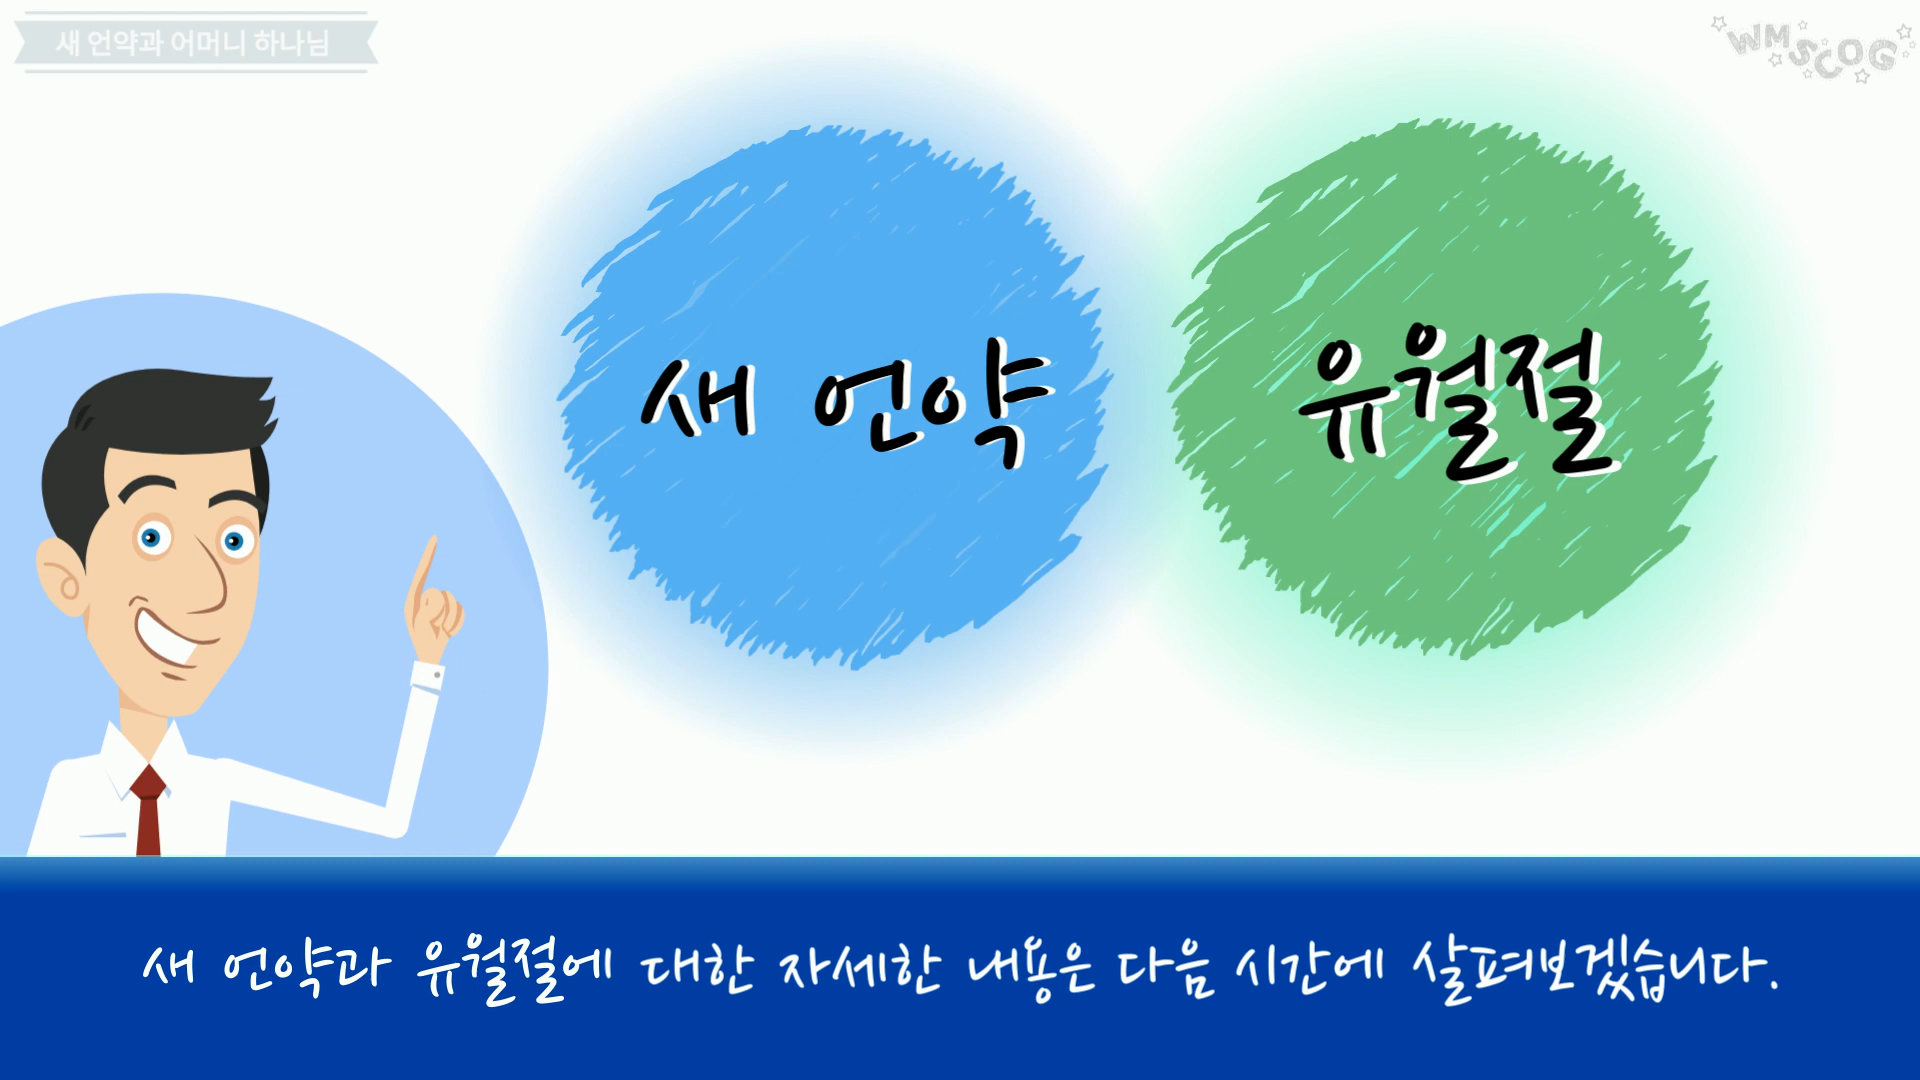 새 언약과 어머니 하나님
WMSCOG
새 언약
유월절
새 언약과 유월절에 대한 자세한 내용은 다음 시간에 살펴보겠습니다.